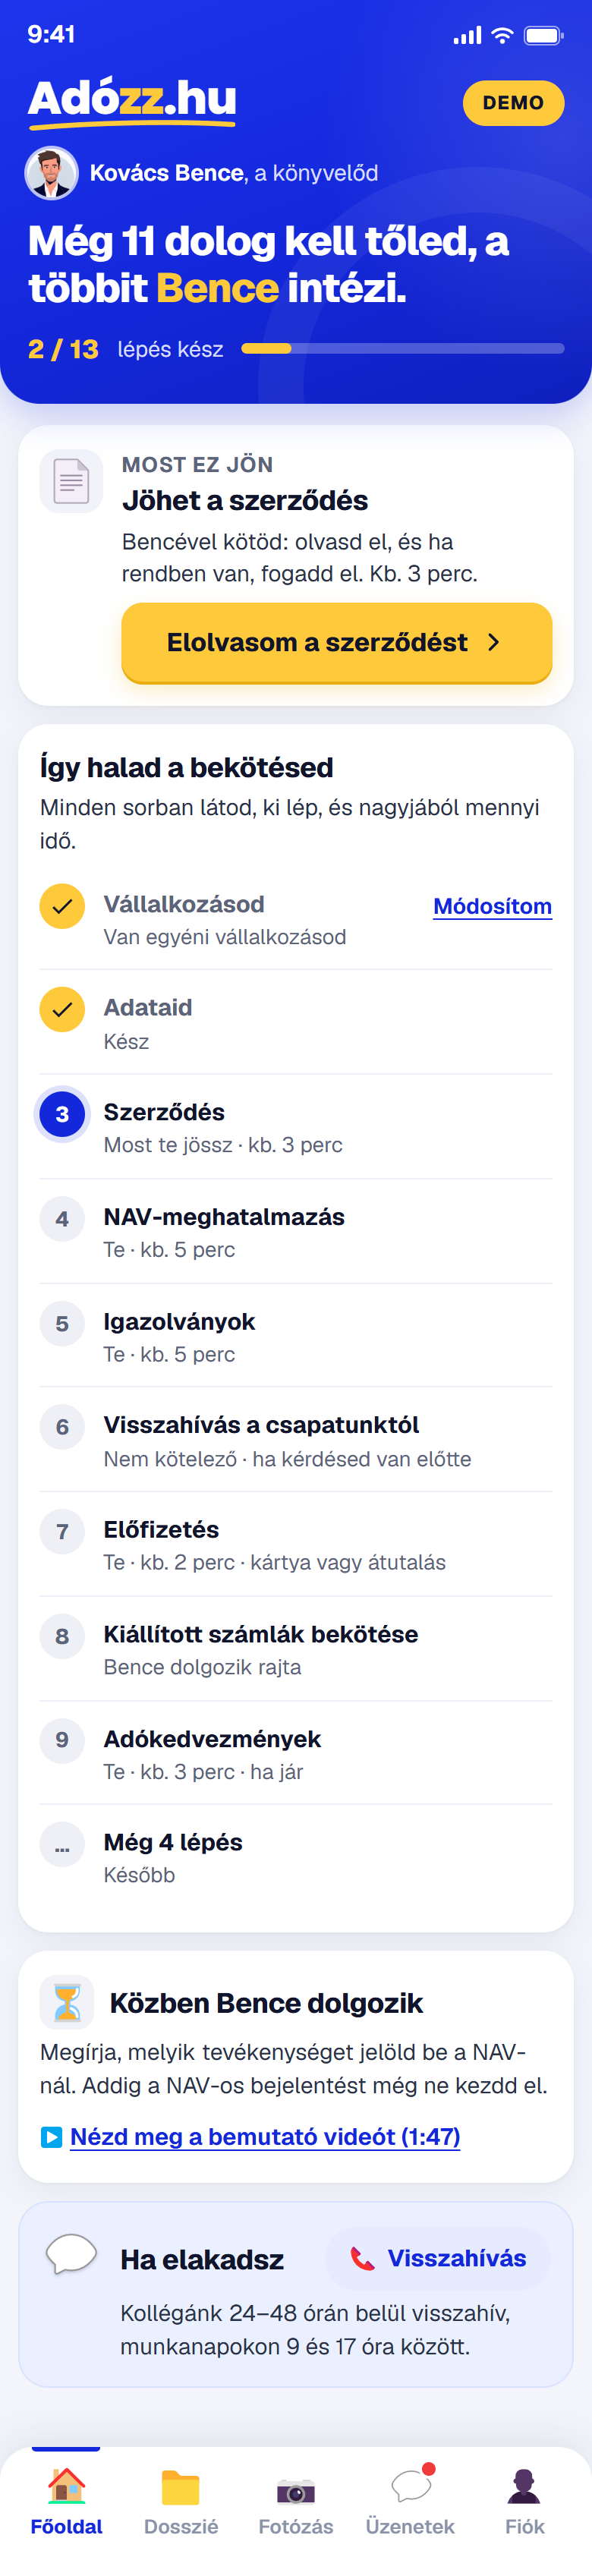 9:41
Adózz.hu
DEMO
Kovács Bence, a könyvelőd
Még 11 dolog kell tőled, a
többit Bence intézi.
2 / 13 lépés kész
MOST EZ JÖN
Jöhet a szerződés
Bencével kötöd: olvasd el, és ha
rendben van, fogadd el. Kb. 3 perc.
Elolvasom a szerződést
Így halad a bekötésed
Minden sorban látod, ki lép, és nagyjából mennyi
idő.
Vállalkozásod
Módosítom
Van egyéni vállalkozásod
Adataid
Kész
3
Szerződés
Most te jössz · kb. 3 perc
4
NAV-meghatalmazás
Te · kb. 5 perc
5
Igazolványok
Te · kb. 5 perc
6
Visszahívás a csapatunktól
Nem kötelező · ha kérdésed van előtte
7
Előfizetés
Te · kb. 2 perc · kártya vagy átutalás
8
Kiállított számlák bekötése
Bence dolgozik rajta
9
Adókedvezmények
Te · kb. 3 perc · ha jár
...
Még 4 lépés
Később
Közben Bence dolgozik
Megírja, melyik tevékenységet jelöld be a NAV-
nál. Addig a NAV-os bejelentést még ne kezdd el.
Nézd meg a bemutató videót (1:47)
Ha elakadsz
Visszahívás
Kollégánk 24–48 órán belül visszahív,
munkanapokon 9 és 17 óra között.
Főoldal
Dosszié
Fotózás
Üzenetek
Fiók